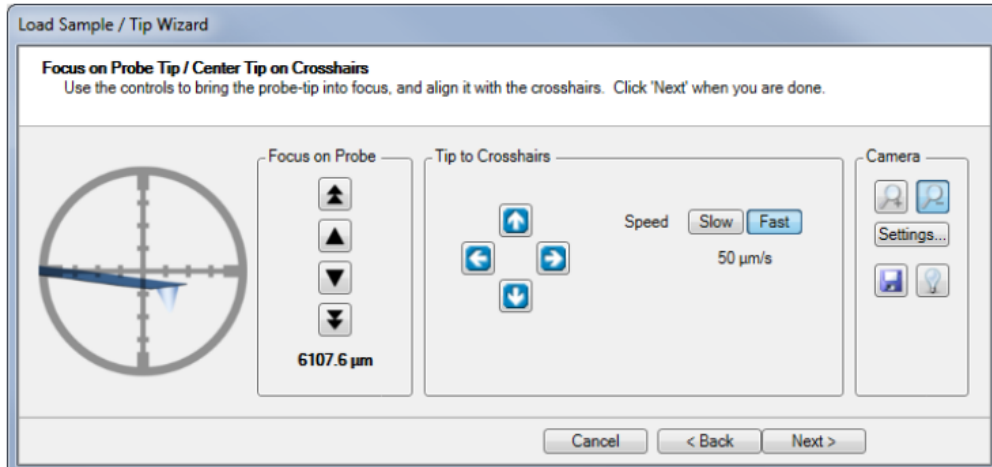 Load Sample / Tip Wizard
Focus on Probe Tip / Center Tip on Crosshairs
Use the controls to bring the probe-tip into focus, and align it with the crosshairs. Click 'Next' when you are done.
Focus on Probe
6107.6 µm
Tip to Crosshairs
Speed Slow Fast
50 µm/s
Camera
Settings...
Cancel < Back Next >